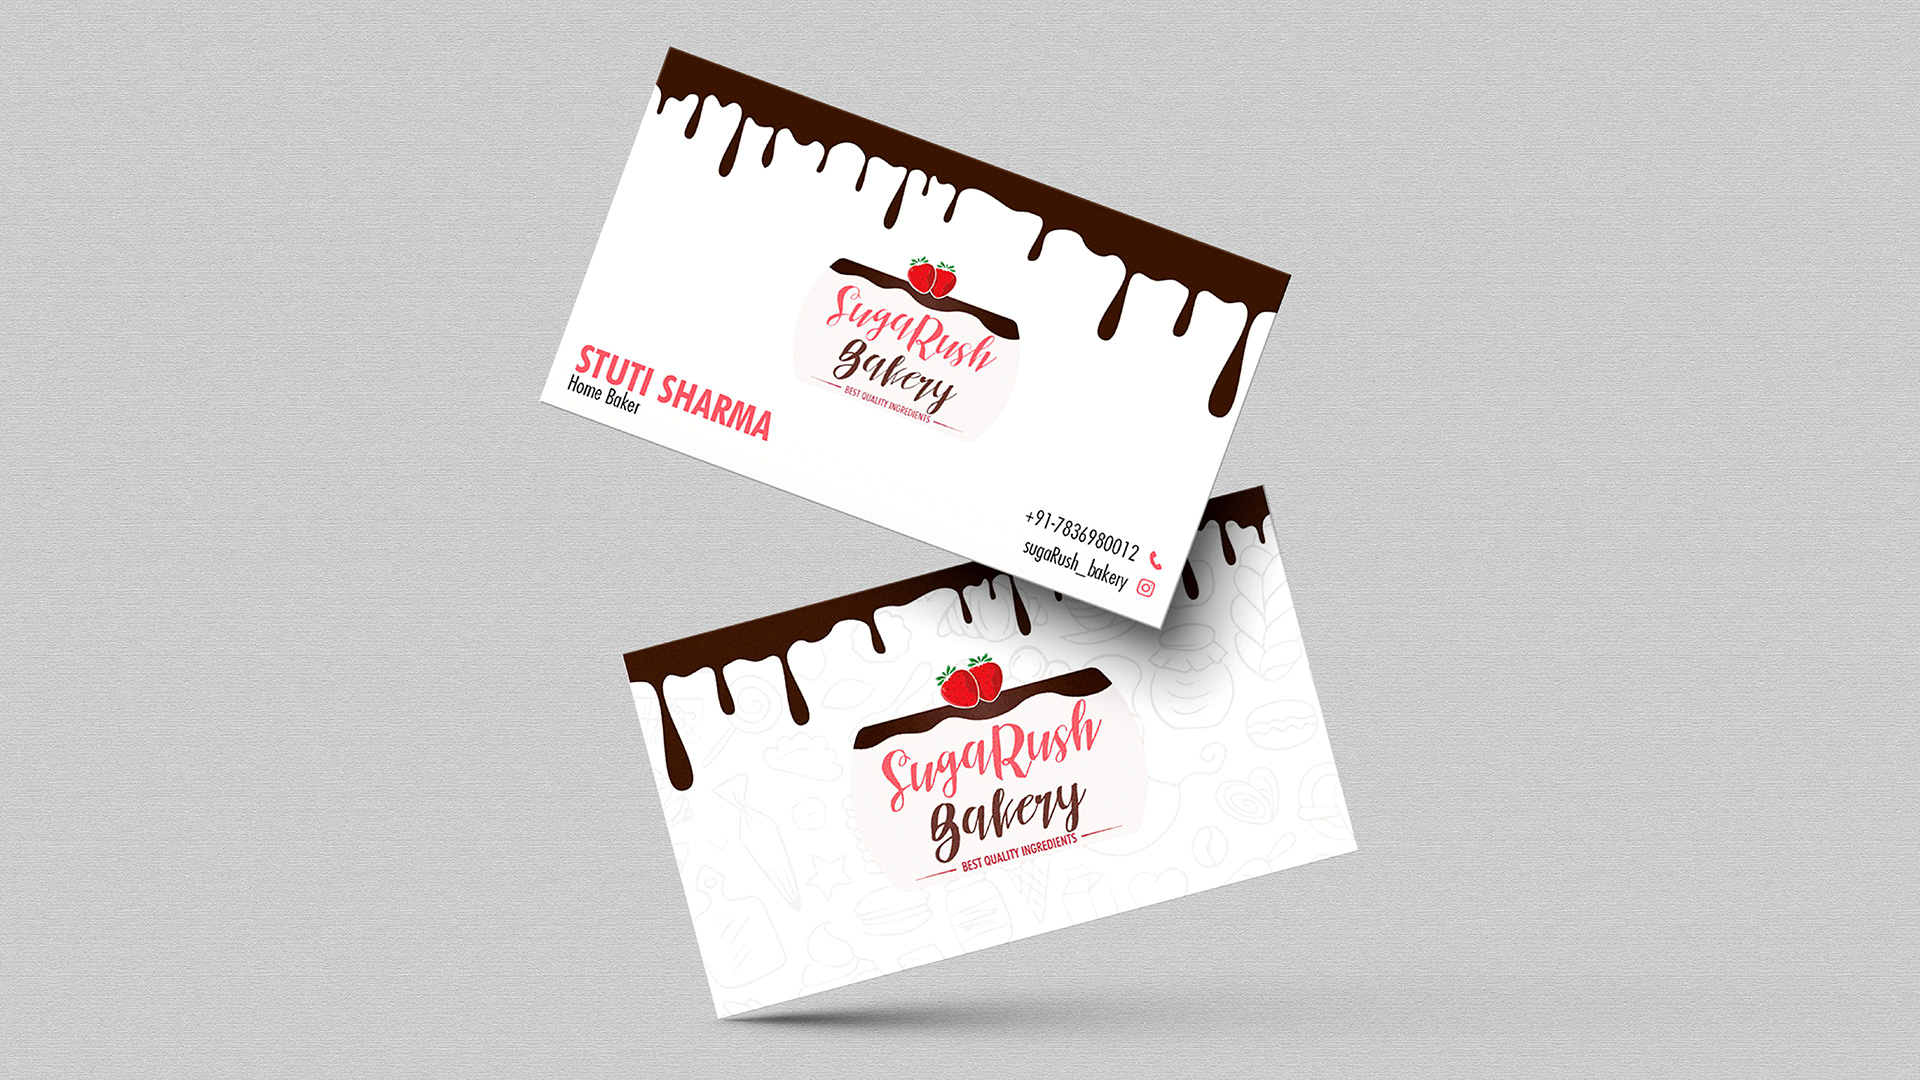 SugaRush
Bakery
BEST QUALITY INGREDIENTS
STUTI SHARMA
Home Baker
+91-7836980012
sugaRush_bakery
SugaRush
Bakery
BEST QUALITY INGREDIENTS